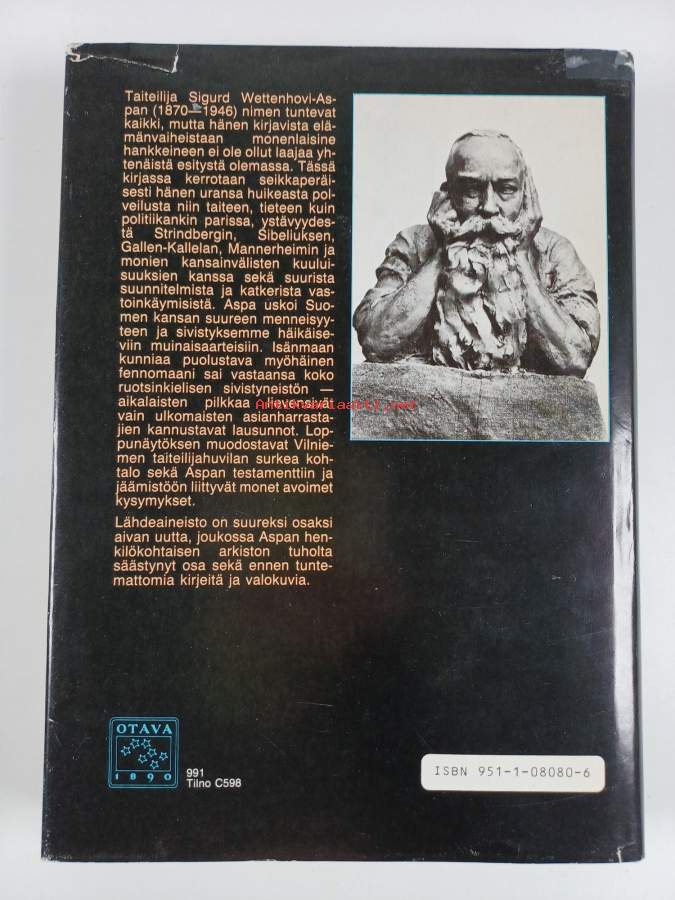 Taiteilija Sigurd Wettenhovi-As-
pan (1870—1946) nimen tuntevat
kaikki, mutta hänen kirjavista elä-
mänvaiheistaan monenlaisine
hankkeineen ei ole ollut laajaa yh-
tenäistä esitystä olemassa. Tässä
kirjassa kerrotaan seikkaperäi-
sesti hänen uransa huikeasta pol-
veilusta niin taiteen, tieteen kuin
politiikankin parissa, ystävyydes-
tä Strindbergin, Sibeliuksen,
Gallen-Kallelan, Mannerheimin ja
monien kansainvälisten kuului-
suuksien kanssa sekä suurista
suunnitelmista ja katkerista vas-
toinkäymisistä. Aspa uskoi Suo-
men kansan suureen menneisyy-
teen ja sivistyksemme häikäise-
viin muinaisaarteisiin. Isänmaan
kunniaa puolustava myöhäinen
fennomaani sai vastaansa koko
ruotsinkielisen sivistyneistön —
aikalaisten pilkkaa lievensivät
vain ulkomaisten asianharrasta-
jien kannustavat lausunnot. Lop-
punäytöksen muodostavat Vilnie-
men taiteilijahuvilan surkea koh-
talo sekä Aspan testamenttiin ja
jäämistöön liittyvät monet avoimet
kysymykset.
Lähdeaineisto on suureksi osaksi
aivan uutta, joukossa Aspan hen-
kilökohtaisen arkiston tuholta
säästynyt osa sekä ennen tunte-
mattomia kirjeitä ja valokuvia.
Antikvariaatti.net
OTAVA
1890
991
Tilno C598
ISBN 951-1-08080-6